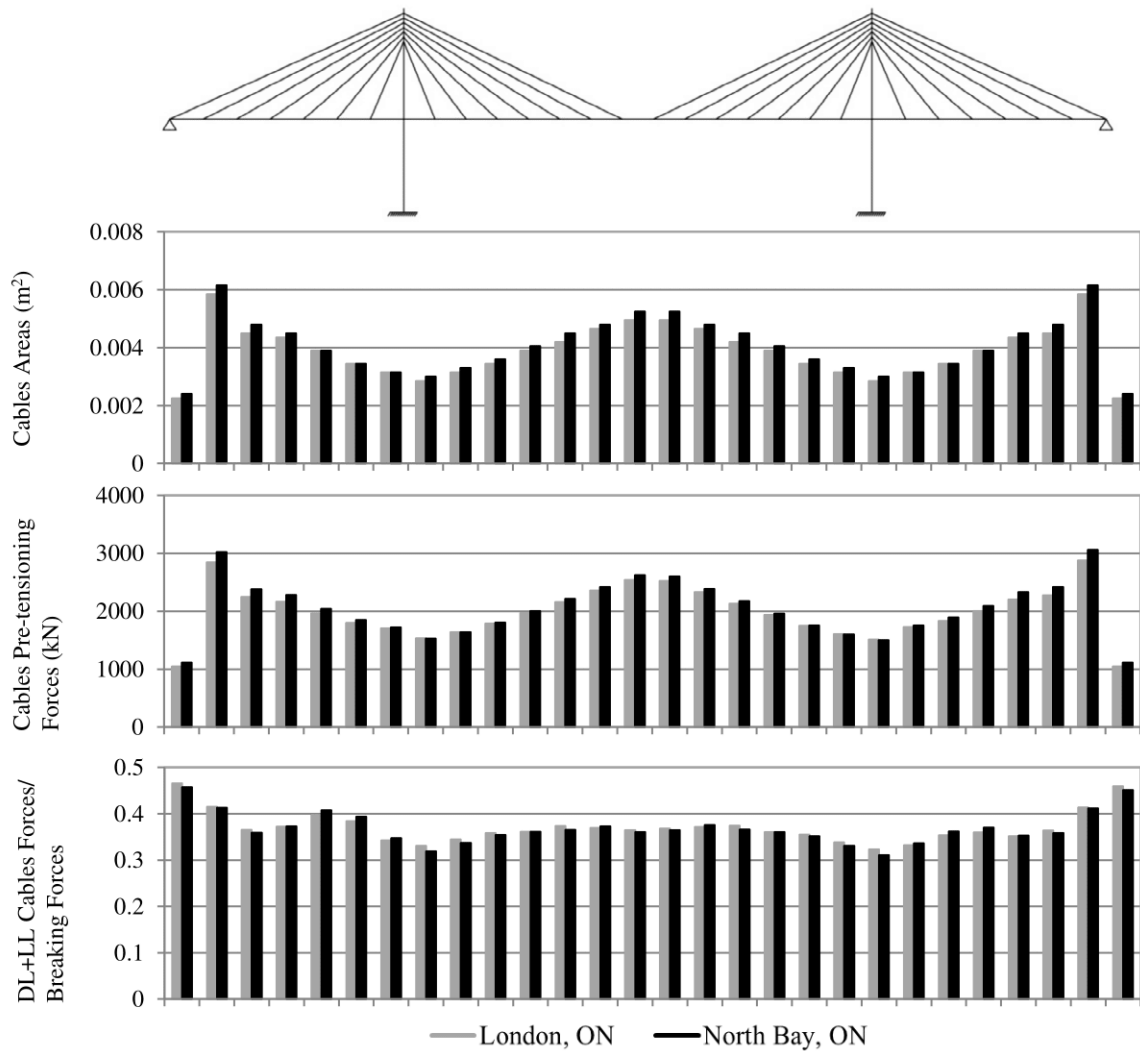 0.008
0.006
0.004
0.002
0
Cables Areas (m²)
4000
3000
2000
1000
0
Cables Pre-tensioning
Forces (kN)
0.5
0.4
0.3
0.2
0.1
0
DL+LL Cables Forces/
Breaking Forces
London, ON North Bay, ON